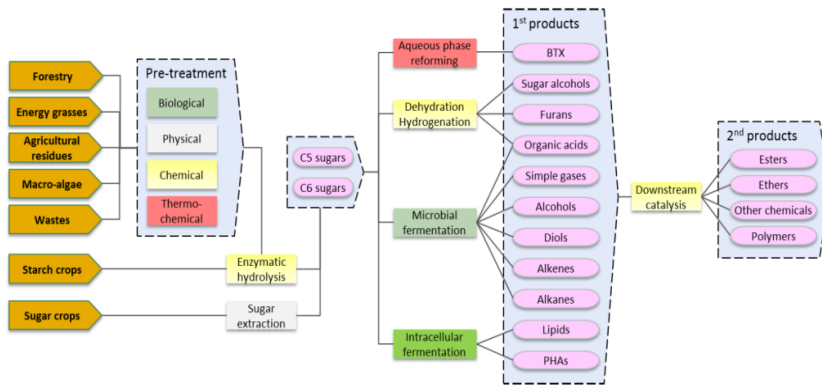 Forestry
Energy grasses
Agricultural
residues
Macro-algae
Wastes
Starch crops
Sugar crops
Pre-treatment
Biological
Physical
Chemical
Thermo-
chemical
Enzymatic
hydrolysis
Sugar
extraction
C5 sugars
C6 sugars
Aqueous phase
reforming
Dehydration
Hydrogenation
Microbial
fermentation
Intracellular
fermentation
1st products
BTX
Sugar alcohols
Furans
Organic acids
Simple gases
Alcohols
Diols
Alkenes
Alkanes
Lipids
PHAs
Downstream
catalysis
2nd products
Esters
Ethers
Other chemicals
Polymers